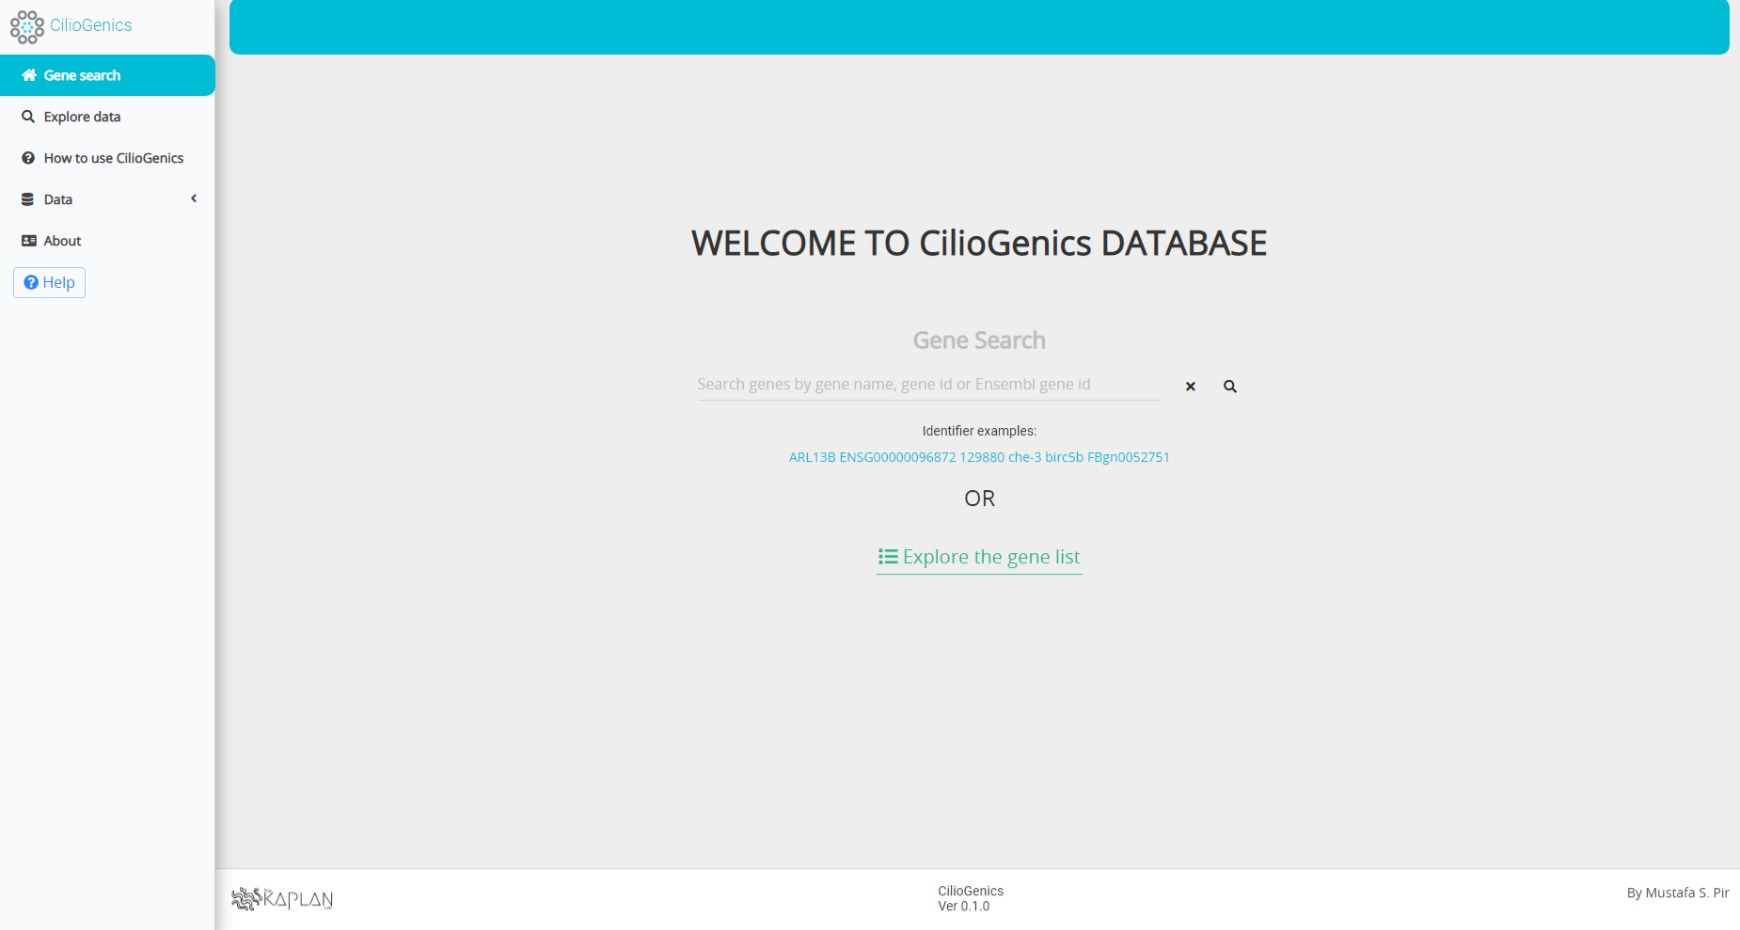 CilioGenics
Gene search
Explore data
How to use CilioGenics
Data
About
Help
WELCOME TO CilioGenics DATABASE
Gene Search
Search genes by gene name, gene id or Ensembl gene id
Identifier examples:
ARL13B ENSG00000096872 129880 che-3 birc5b FBgn0052751
OR
Explore the gene list
KAPLAN
CilioGenics
Ver 0.1.0
By Mustafa S. Pir